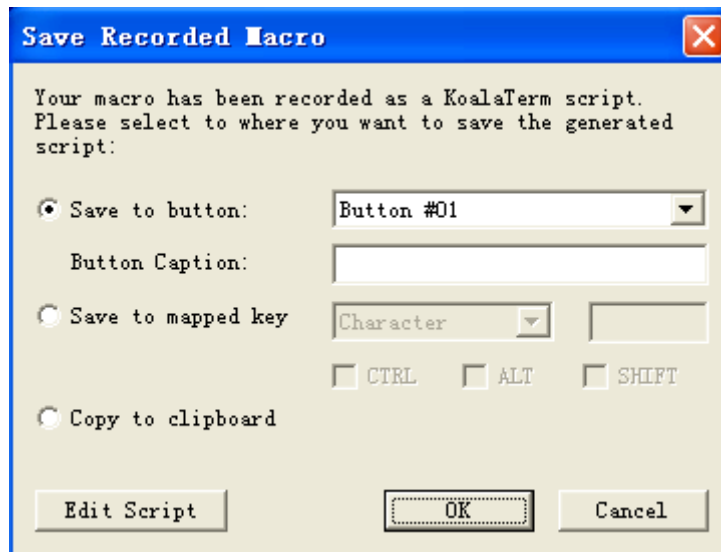 Save Recorded Macro
Your macro has been recorded as a KoalaTerm script.
Please select to where you want to save the generated
script:
Save to button:
Button #01
Button Caption:
Save to mapped key
Character
CTRL
ALT
SHIFT
Copy to clipboard
Edit Script
OK
Cancel